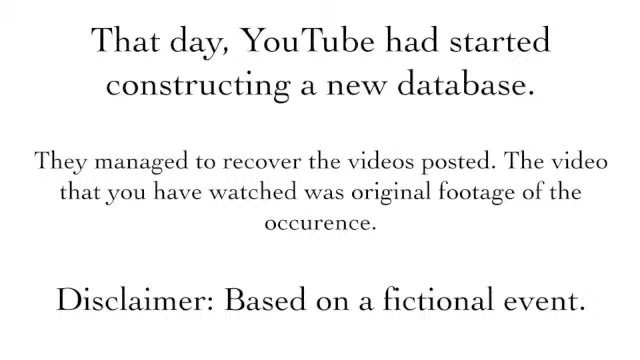 That day, YouTube had started
constructing a new database.
They managed to recover the videos posted. The video
that you have watched was original footage of the
occurence.
Disclaimer: Based on a fictional event.